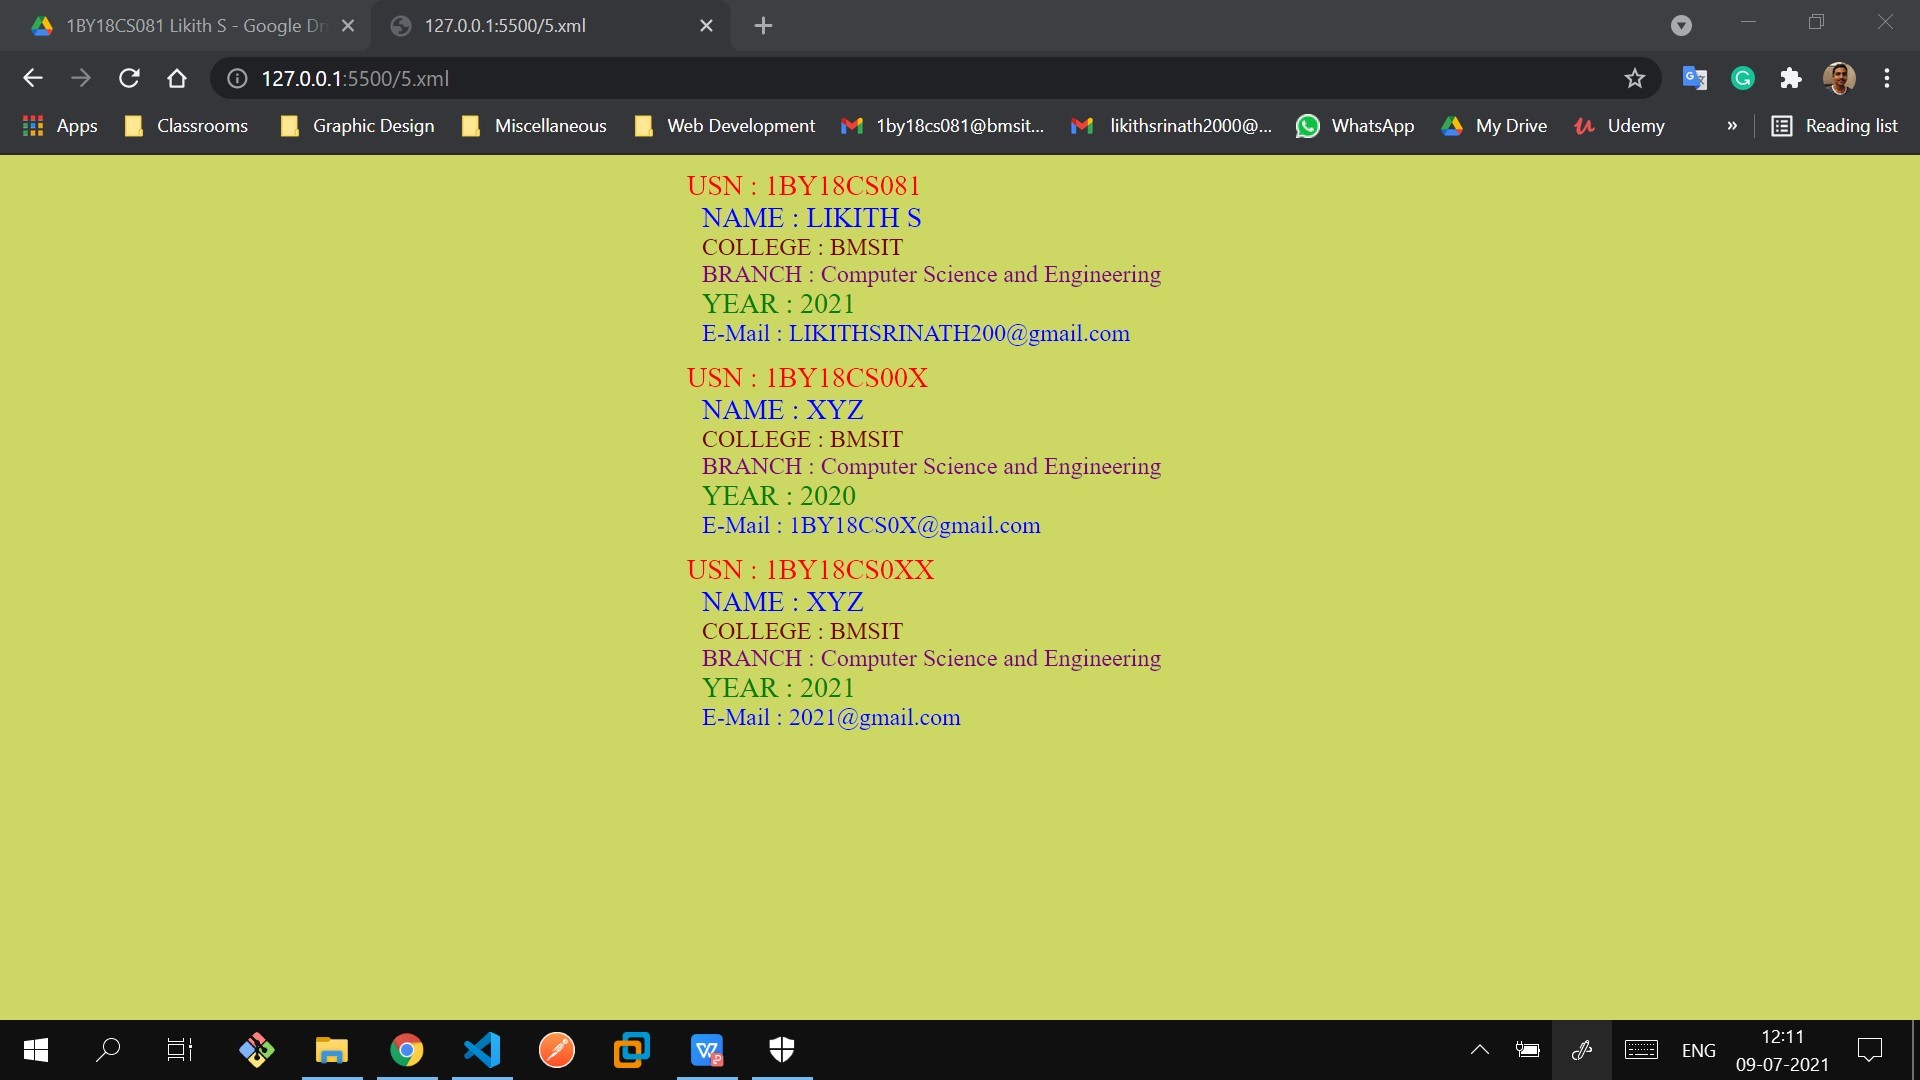 1BY18CS081 Likith S - Google Dr
127.0.0.1:5500/5.xml
127.0.0.1:5500/5.xml
Apps Classrooms Graphic Design Miscellaneous Web Development 1by18cs081@bmsit... likithsrinath2000@... WhatsApp My Drive Udemy » Reading list
USN : 1BY18CS081
NAME : LIKITH S
COLLEGE : BMSIT
BRANCH : Computer Science and Engineering
YEAR : 2021
E-Mail : LIKITHSRINATH200@gmail.com
USN : 1BY18CS00X
NAME : XYZ
COLLEGE : BMSIT
BRANCH : Computer Science and Engineering
YEAR : 2020
E-Mail : 1BY18CS0X@gmail.com
USN : 1BY18CS0XX
NAME : XYZ
COLLEGE : BMSIT
BRANCH : Computer Science and Engineering
YEAR : 2021
E-Mail : 2021@gmail.com
ENG
12:11
09-07-2021